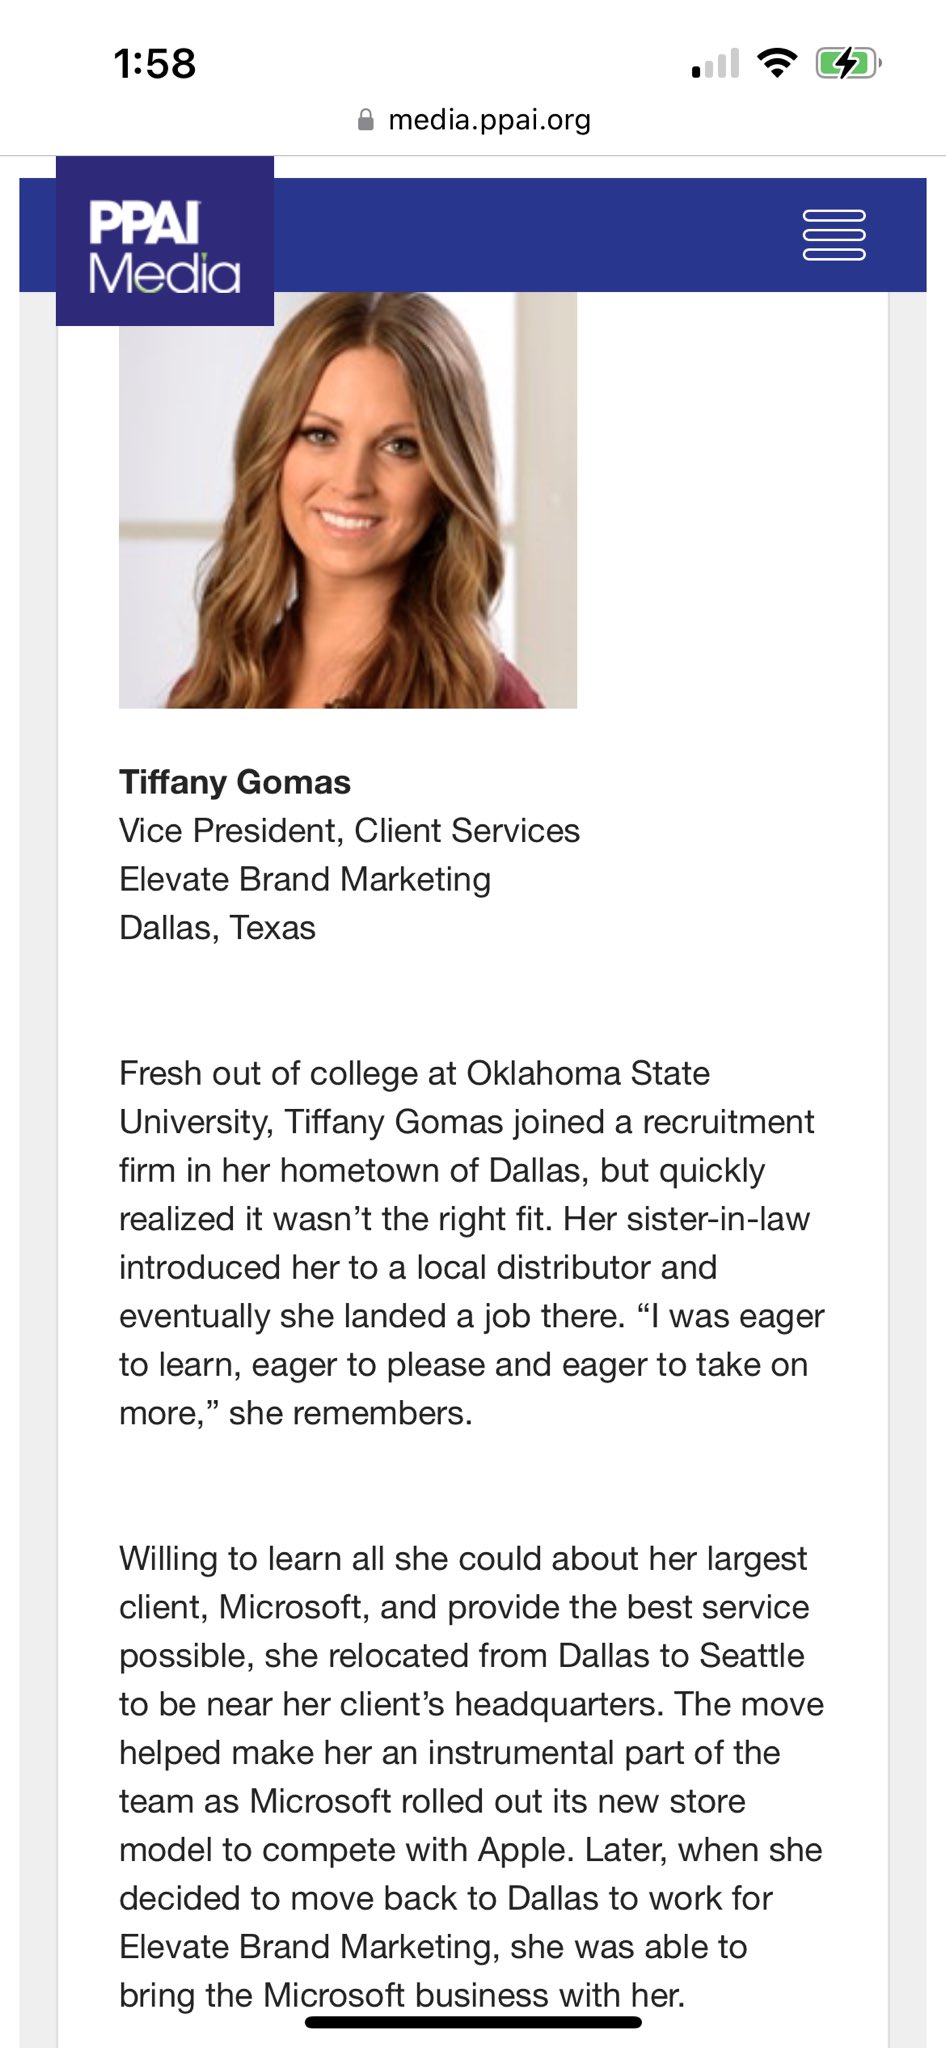 1:58
media.ppai.org
PPAI
Media
Tiffany Gomas
Vice President, Client Services
Elevate Brand Marketing
Dallas, Texas
Fresh out of college at Oklahoma State
University, Tiffany Gomas joined a recruitment
firm in her hometown of Dallas, but quickly
realized it wasn’t the right fit. Her sister-in-law
introduced her to a local distributor and
eventually she landed a job there. “I was eager
to learn, eager to please and eager to take on
more,” she remembers.
Willing to learn all she could about her largest
client, Microsoft, and provide the best service
possible, she relocated from Dallas to Seattle
to be near her client’s headquarters. The move
helped make her an instrumental part of the
team as Microsoft rolled out its new store
model to compete with Apple. Later, when she
decided to move back to Dallas to work for
Elevate Brand Marketing, she was able to
bring the Microsoft business with her.